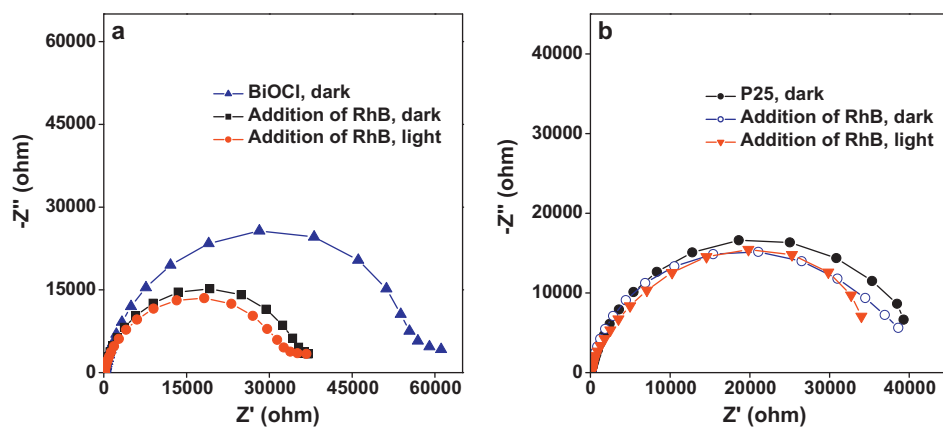 a
60000
45000
30000
15000
0
-Z'' (ohm)
BiOCl, dark
Addition of RhB, dark
Addition of RhB, light
0 15000 30000 45000 60000
Z' (ohm)
b
40000
30000
20000
10000
0
-Z'' (ohm)
P25, dark
Addition of RhB, dark
Addition of RhB, light
0 10000 20000 30000 40000
Z' (ohm)